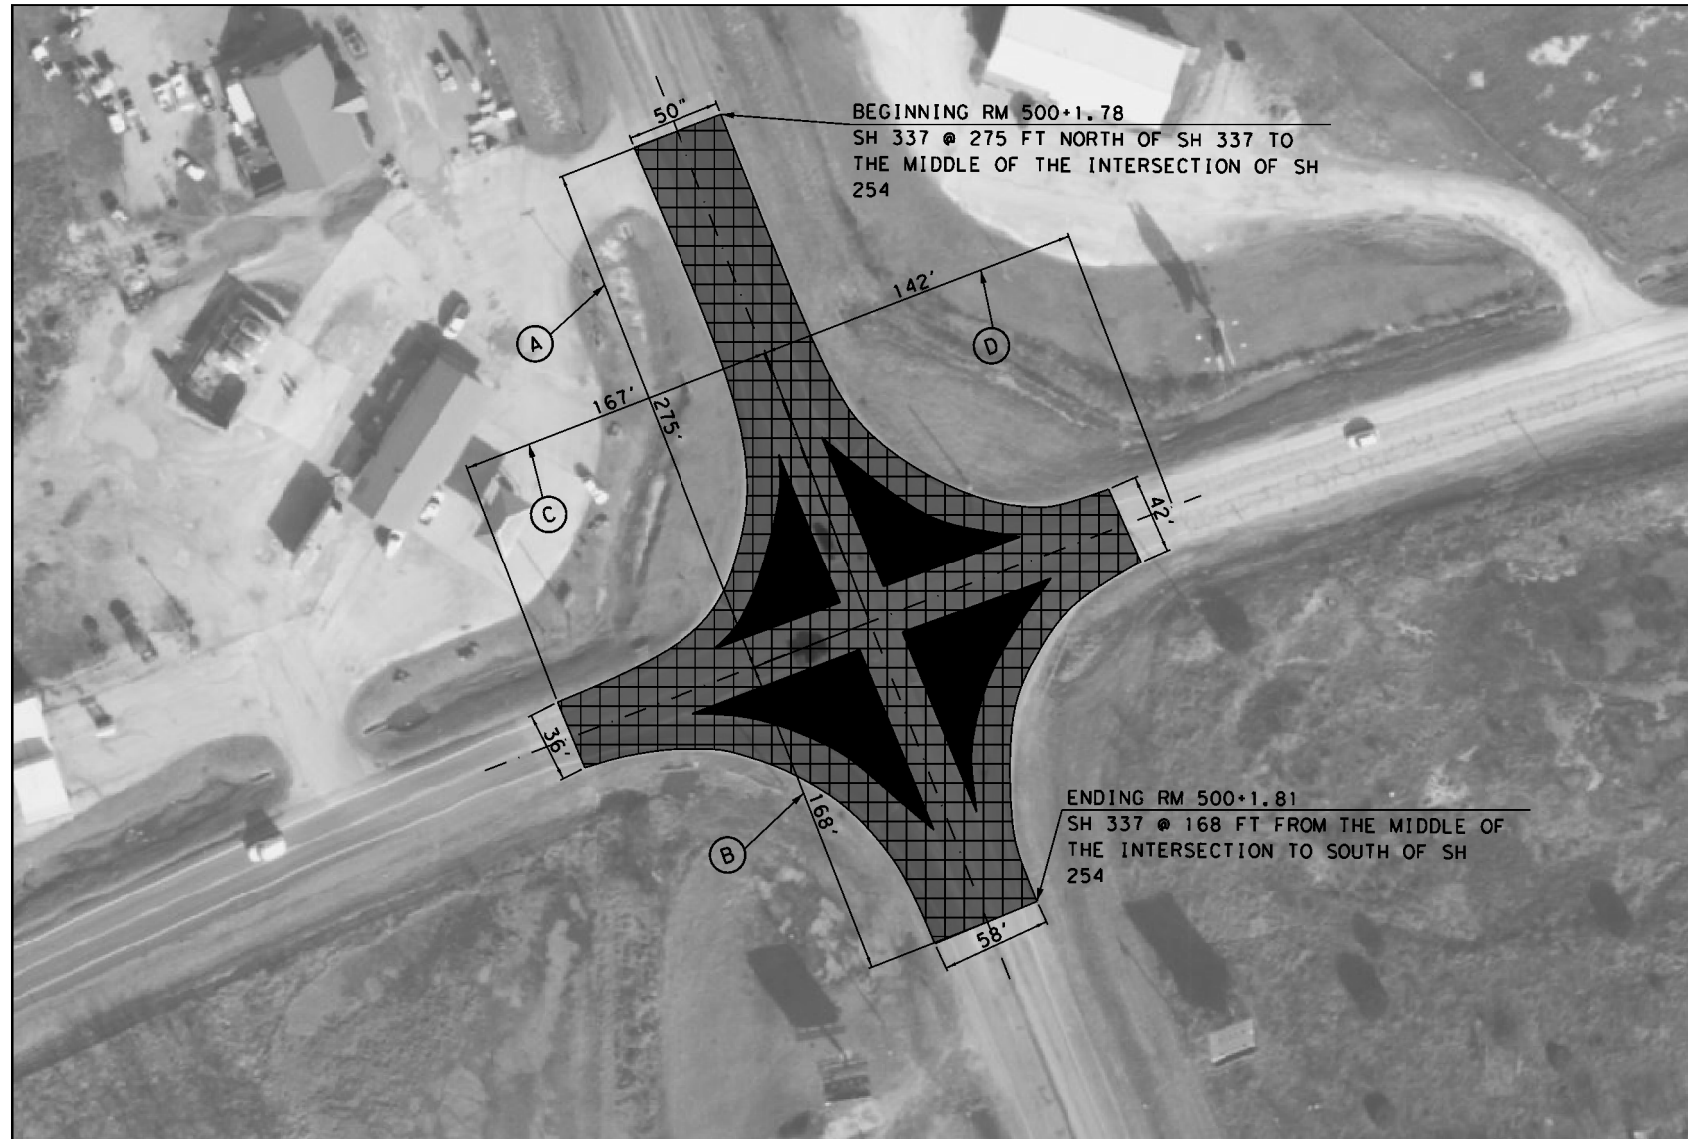 50"
BEGINNING RM 500+1.78
SH 337 @ 275 FT NORTH OF SH 337 TO
THE MIDDLE OF THE INTERSECTION OF SH
254
A
142'
D
167'
275'
C
42'
36'
168'
B
ENDING RM 500+1.81
SH 337 @ 168 FT FROM THE MIDDLE OF
THE INTERSECTION TO SOUTH OF SH
254
58'